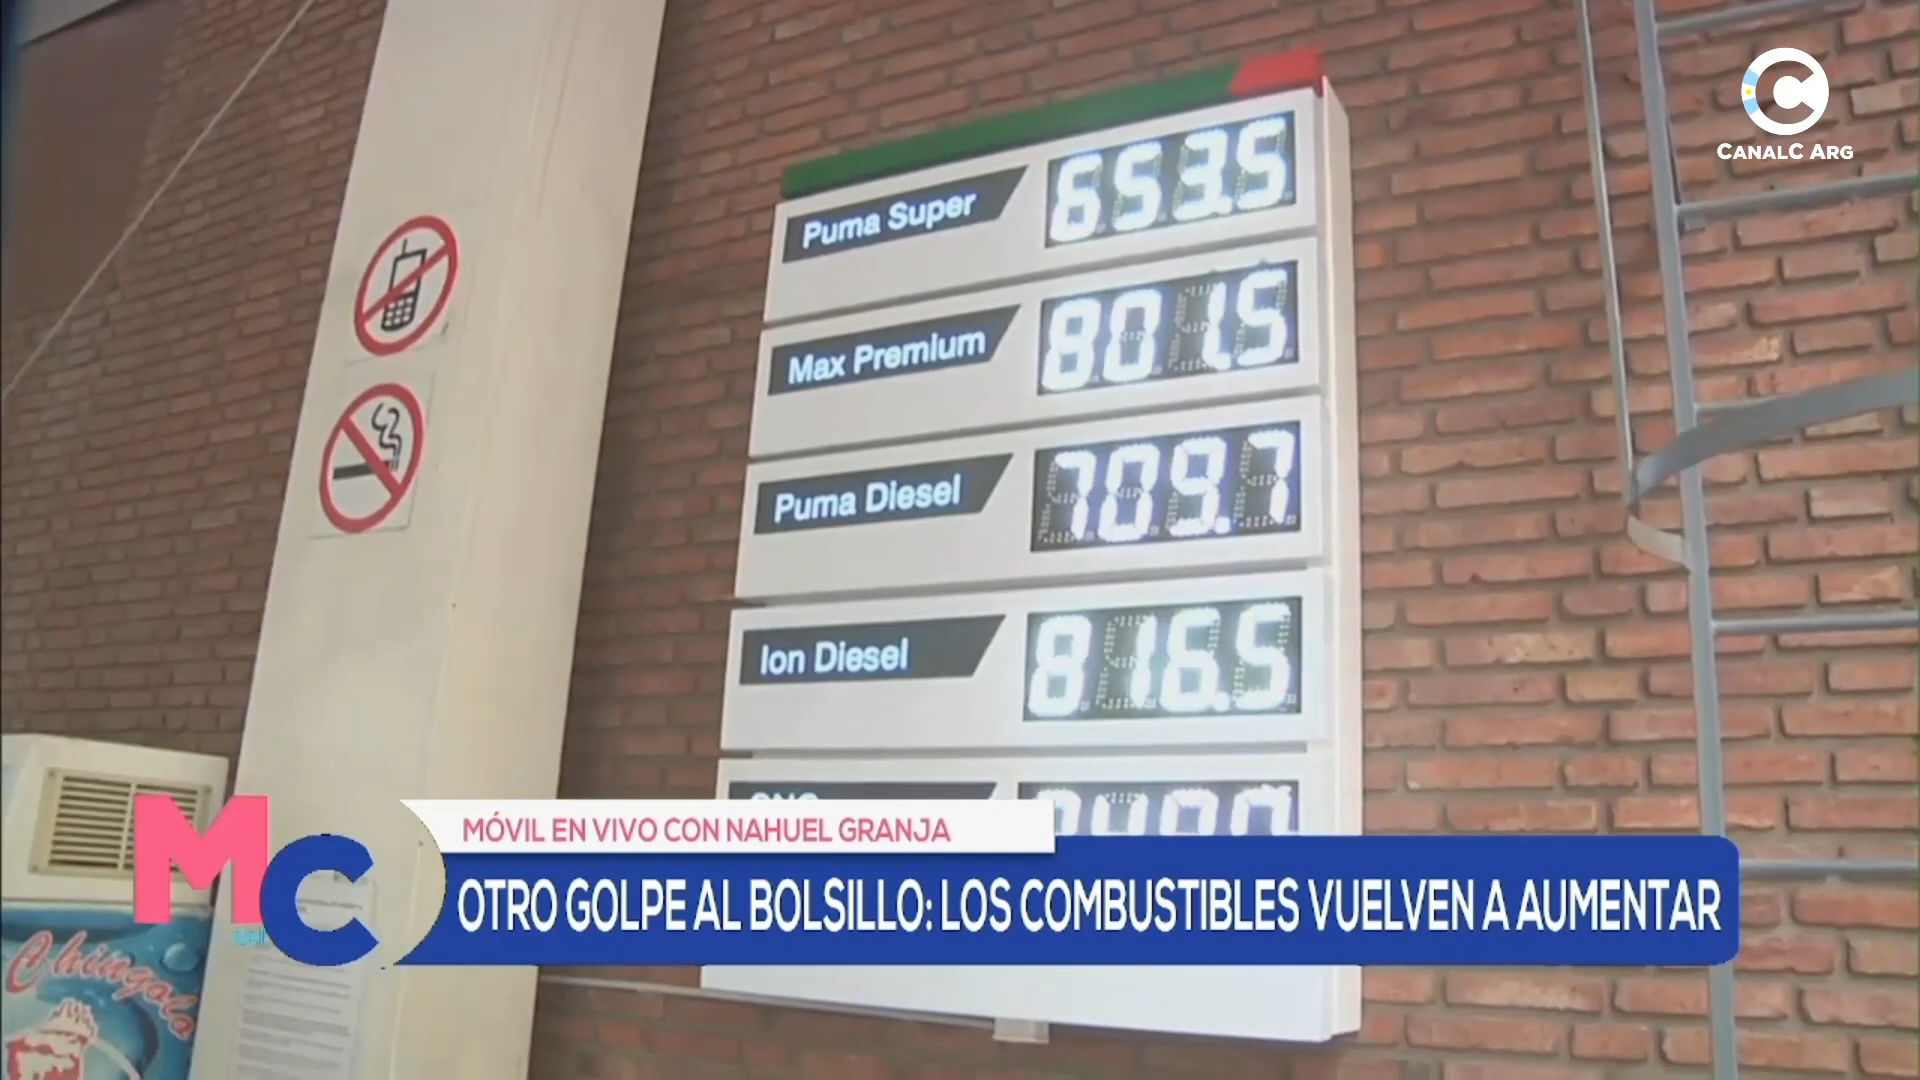 CANALC ARG
Puma Super 653.5
Max Premium 801.5
Puma Diesel 709.7
Ion Diesel 816.5
MÓVIL EN VIVO CON NAHUEL GRANJA
MC
del
OTRO GOLPE AL BOLSILLO: LOS COMBUSTIBLES VUELVEN A AUMENTAR